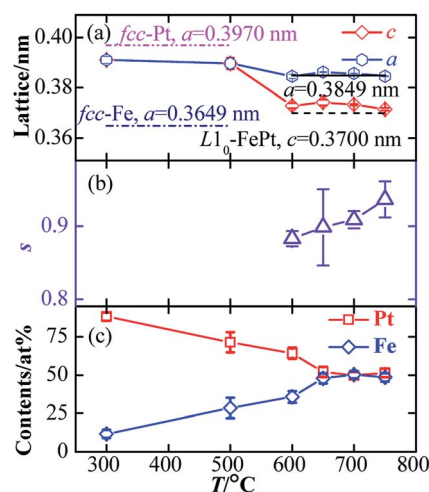 (a)
fcc-Pt, a=0.3970 nm
c
a
a=0.3849 nm
fcc-Fe, a=0.3649 nm
L1₀-FePt, c=0.3700 nm
0.40
0.38
0.36
Lattice/nm
(b)
0.9
0.8
s
(c)
Pt
Fe
75
50
25
0
Contents/at%
300 400 500 600 700 800
T/°C